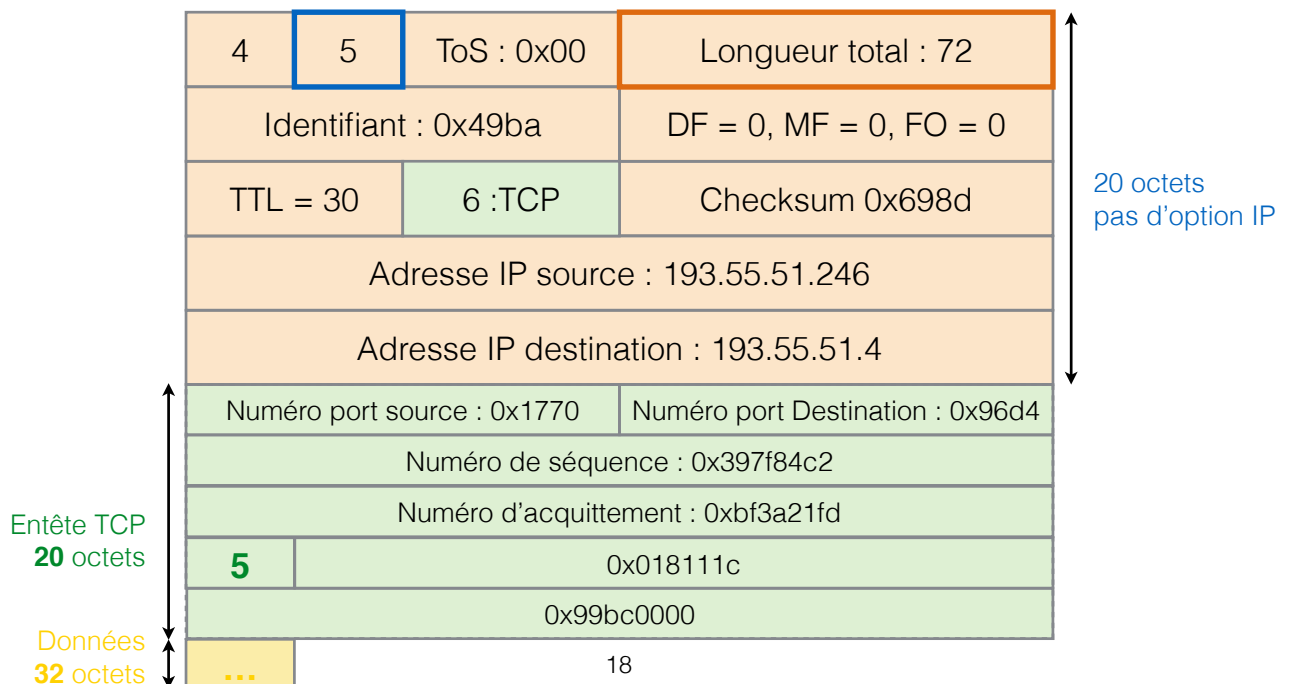 4 5 ToS : 0x00 Longueur total : 72
Identifiant : 0x49ba DF = 0, MF = 0, FO = 0
TTL = 30 6 :TCP Checksum 0x698d
20 octets
pas d'option IP
Adresse IP source : 193.55.51.246
Adresse IP destination : 193.55.51.4
Numéro port source : 0x1770 Numéro port Destination : 0x96d4
Numéro de séquence : 0x397f84c2
Numéro d'acquittement : 0xbf3a21fd
Entête TCP
20 octets
5 0x018111c
0x99bc0000
Données
32 octets
...
18